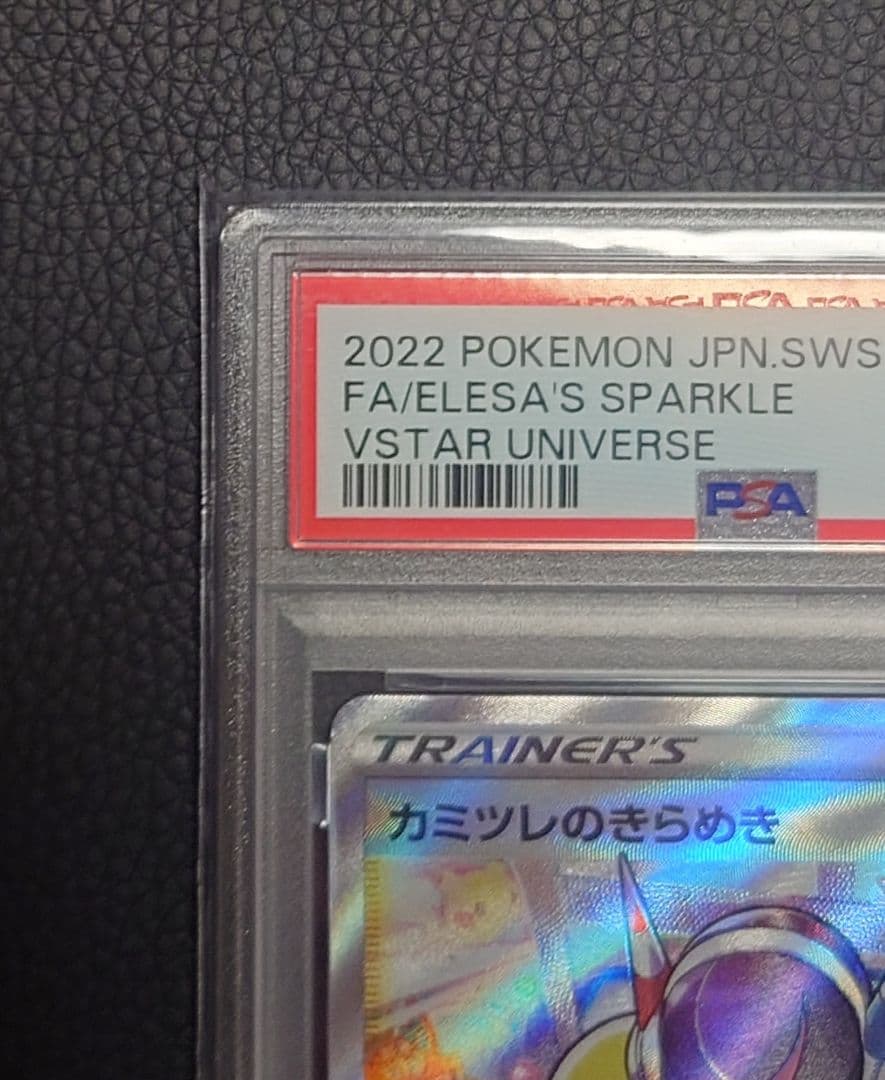 2022 POKEMON JPN.SWS
FA/ELESA'S SPARKLE
VSTAR UNIVERSE
PSA
TRAINER'S
カミツレのきらめき